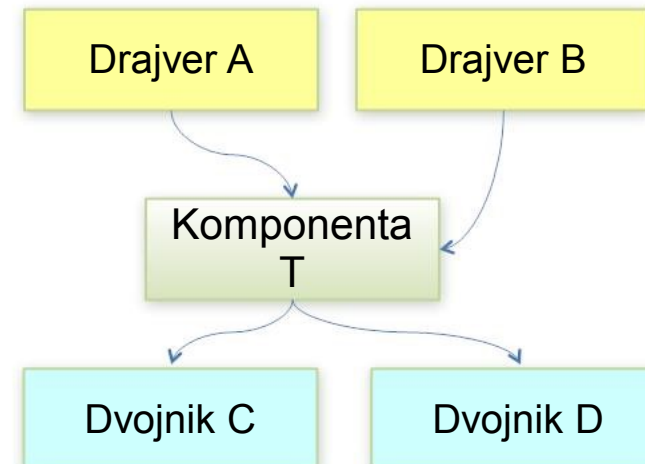 Drajver A
Drajver B
Komponenta
T
Dvojnik C
Dvojnik D